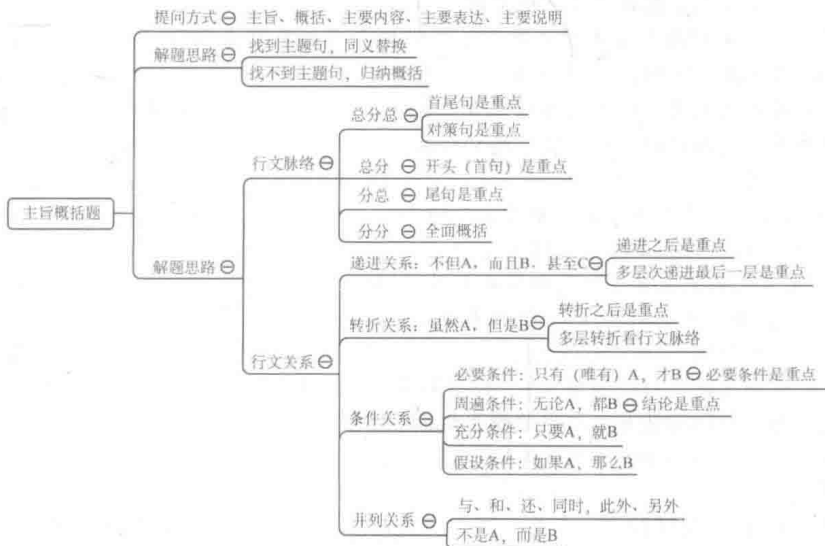 主旨概括题
提问方式
主旨、概括、主要内容、主要表达、主要说明
解题思路
找到主题句，同义替换
找不到主题句，归纳概括
解题思路
行文脉络
总分总
首尾句是重点
对策句是重点
总分
开头（首句）是重点
分总
尾句是重点
分分
全面概括
行文关系
递进关系：不但A，而且B，甚至C
递进之后是重点
多层次递进最后一层是重点
转折关系：虽然A，但是B
转折之后是重点
多层转折看行文脉络
条件关系
必要条件：只有（唯有）A，才B
必要条件是重点
周遍条件：无论A，都B
结论是重点
充分条件：只要A，就B
假设条件：如果A，那么B
并列关系
与、和、还、同时，此外、另外
不是A，而是B